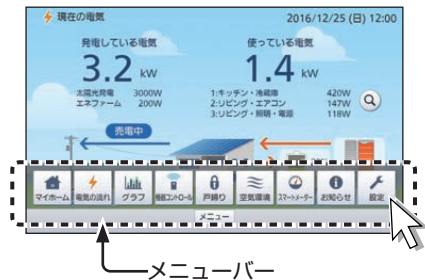 現在の電気
2016/12/25 (日) 12:00
発電している電気
使っている電気
3.2 kW
1.4 kW
太陽光発電 3000W
エネファーム 200W
1:キッチン・冷蔵庫 420W
2:リビング・エアコン 147W
3:リビング・照明・電源 118W
売電中
マイホーム
電気の流れ
グラフ
機器コントロール
戸締り
空気環境
スマートメーター
お知らせ
設定
メニュー
メニューバー